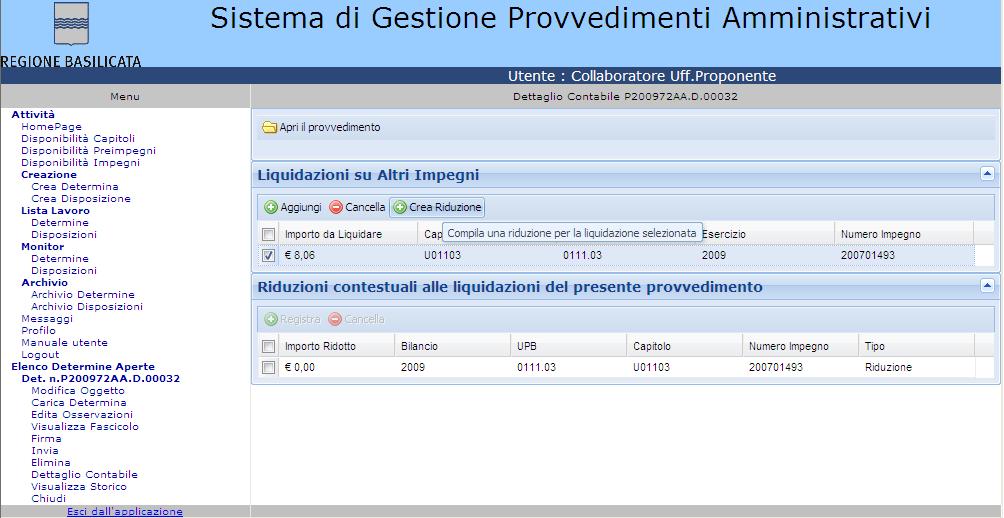 Sistema di Gestione Provvedimenti Amministrativi
REGIONE BASILICATA
Utente : Collaboratore Uff.Proponente
Menu
Dettaglio Contabile P200972AA.D.00032
Attività
HomePage
Disponibilità Capitoli
Disponibilità Preimpegni
Disponibilità Impegni
Creazione
Crea Determina
Crea Disposizione
Lista Lavoro
Determine
Disposizioni
Monitor
Determine
Disposizioni
Archivio
Archivio Determine
Archivio Disposizioni
Messaggi
Profilo
Manuale utente
Logout
Elenco Determine Aperte
Det. n.P200972AA.D.00032
Modifica Oggetto
Carica Determina
Edita Osservazioni
Visualizza Fascicolo
Firma
Invia
Elimina
Dettaglio Contabile
Visualizza Storico
Chiudi
Esci dall'applicazione
Apri il provvedimento
Liquidazioni su Altri Impegni
Aggiungi Cancella Crea Riduzione
Importo da Liquidare Cap Esercizio Numero Impegno
Compila una riduzione per la liquidazione selezionata
€ 8,06 U01103 0111.03 2009 200701493
Riduzioni contestuali alle liquidazioni del presente provvedimento
Registra Cancella
Importo Ridotto Bilancio UPB Capitolo Numero Impegno Tipo
€ 0,00 2009 0111.03 U01103 200701493 Riduzione